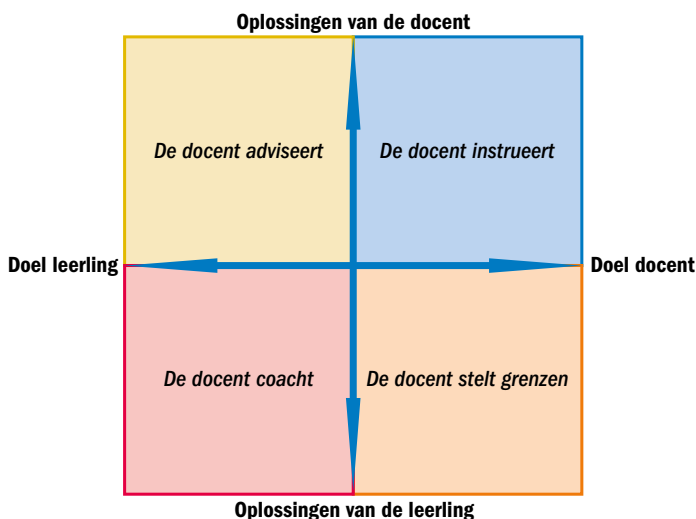 Oplossingen van de docent
De docent adviseert
De docent instrueert
Doel leerling
Doel docent
De docent coacht
De docent stelt grenzen
Oplossingen van de leerling